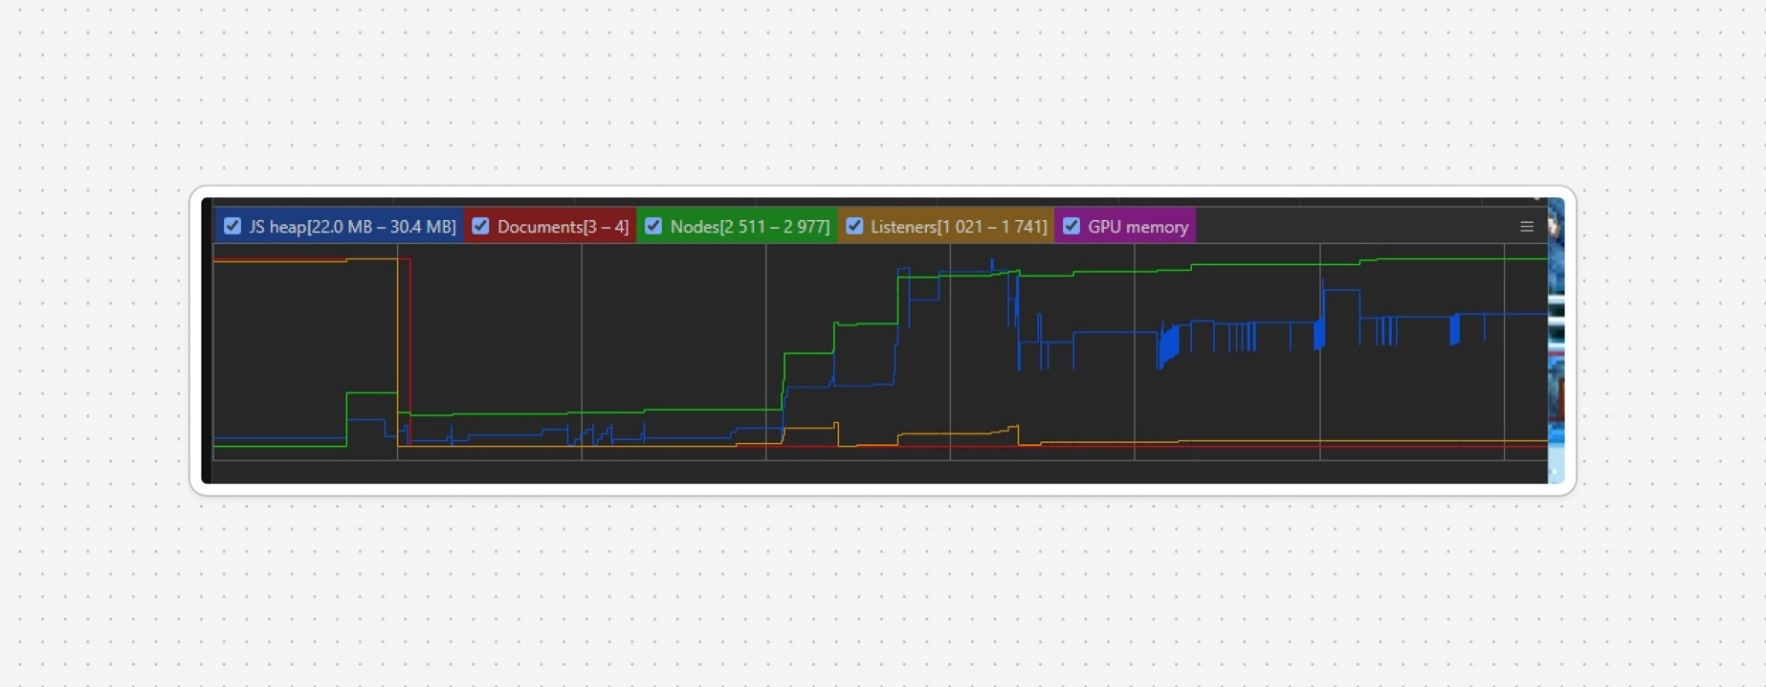 JS heap[22.0 MB – 30.4 MB] Documents[3 – 4] Nodes[2 511 – 2 977] Listeners[1 021 – 1 741] GPU memory